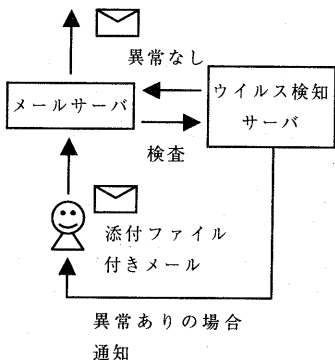 異常なし
メールサーバ
ウイルス検知
サーバ
検査
添付ファイル
付きメール
異常ありの場合
通知